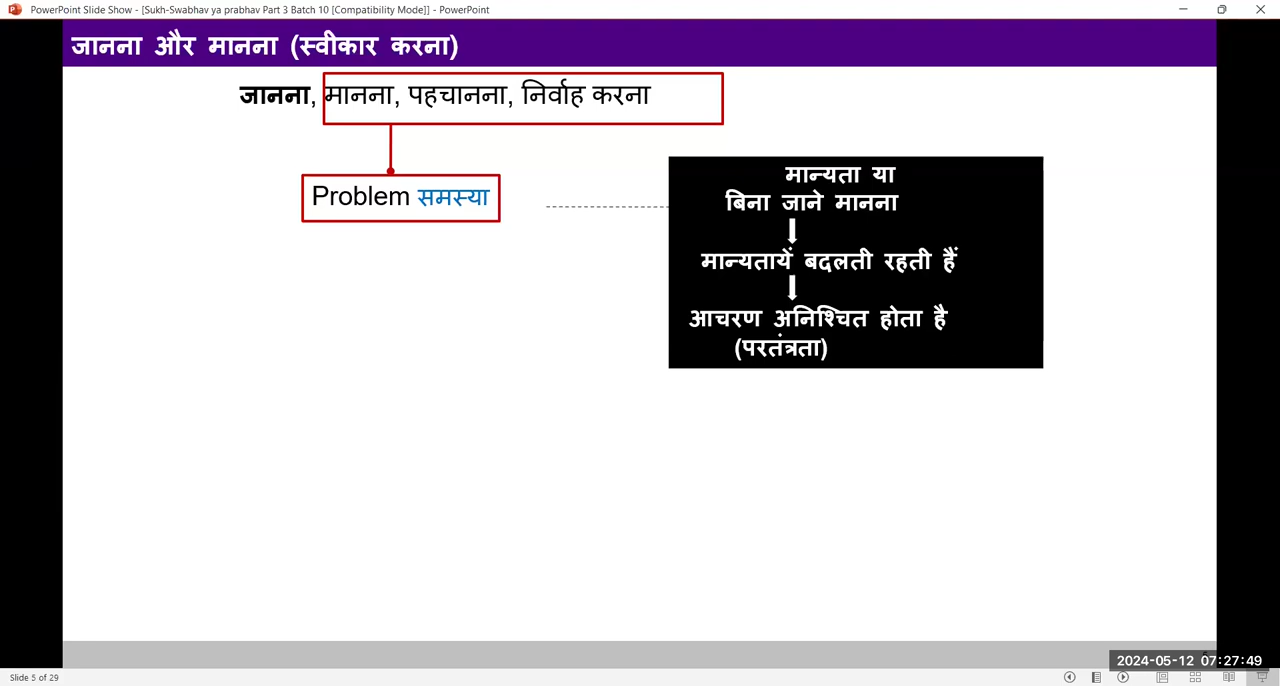 PowerPoint Slide Show - [Sukh-Swabhav ya prabhav Part 3 Batch 10 [Compatibility Mode]] - PowerPoint
जानना और मानना (स्वीकार करना)
जानना, मानना, पहचानना, निर्वाह करना
Problem समस्या
मान्यता या
बिना जाने मानना
मान्यतायें बदलती रहती हैं
आचरण अनिश्चित होता है
(परतंत्रता)
2024-05-12 07:27:49
Slide 5 of 29